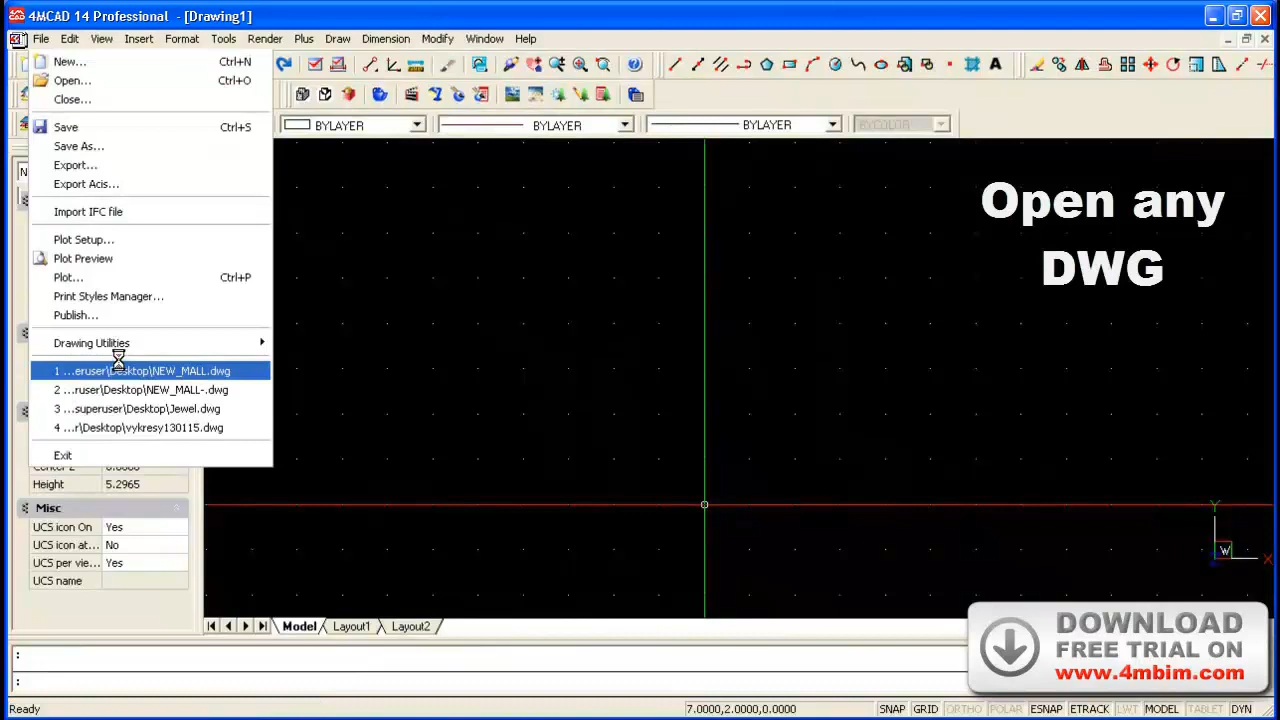 4MCAD 14 Professional - [Drawing1]
File Edit View Insert Format Tools Render Plus Draw Dimension Modify Window Help
New... Ctrl+N
Open... Ctrl+O
Close...
Save Ctrl+S
Save As...
Export...
Export Acis...
Import IFC file
Plot Setup...
Plot Preview
Plot... Ctrl+P
Print Styles Manager...
Publish...
Drawing Utilities
1 ...eruser\Desktop\NEW_MALL.dwg
2 ...ruser\Desktop\NEW_MALL-.dwg
3 ...superuser\Desktop\Jewel.dwg
4 ...r\Desktop\vykresy130115.dwg
Exit
BYLAYER BYLAYER BYLAYER BYCOLOR
Open any
DWG
Height 5.2965
Misc
UCS icon On Yes
UCS icon at... No
UCS per vie... Yes
UCS name
W
Y
X
Model Layout1 Layout2
:
:
DOWNLOAD
FREE TRIAL ON
www.4mbim.com
Ready 7.0000,2.0000,0.0000 SNAP GRID ORTHO POLAR ESNAP ETRACK LWT MODEL TABLET DYN